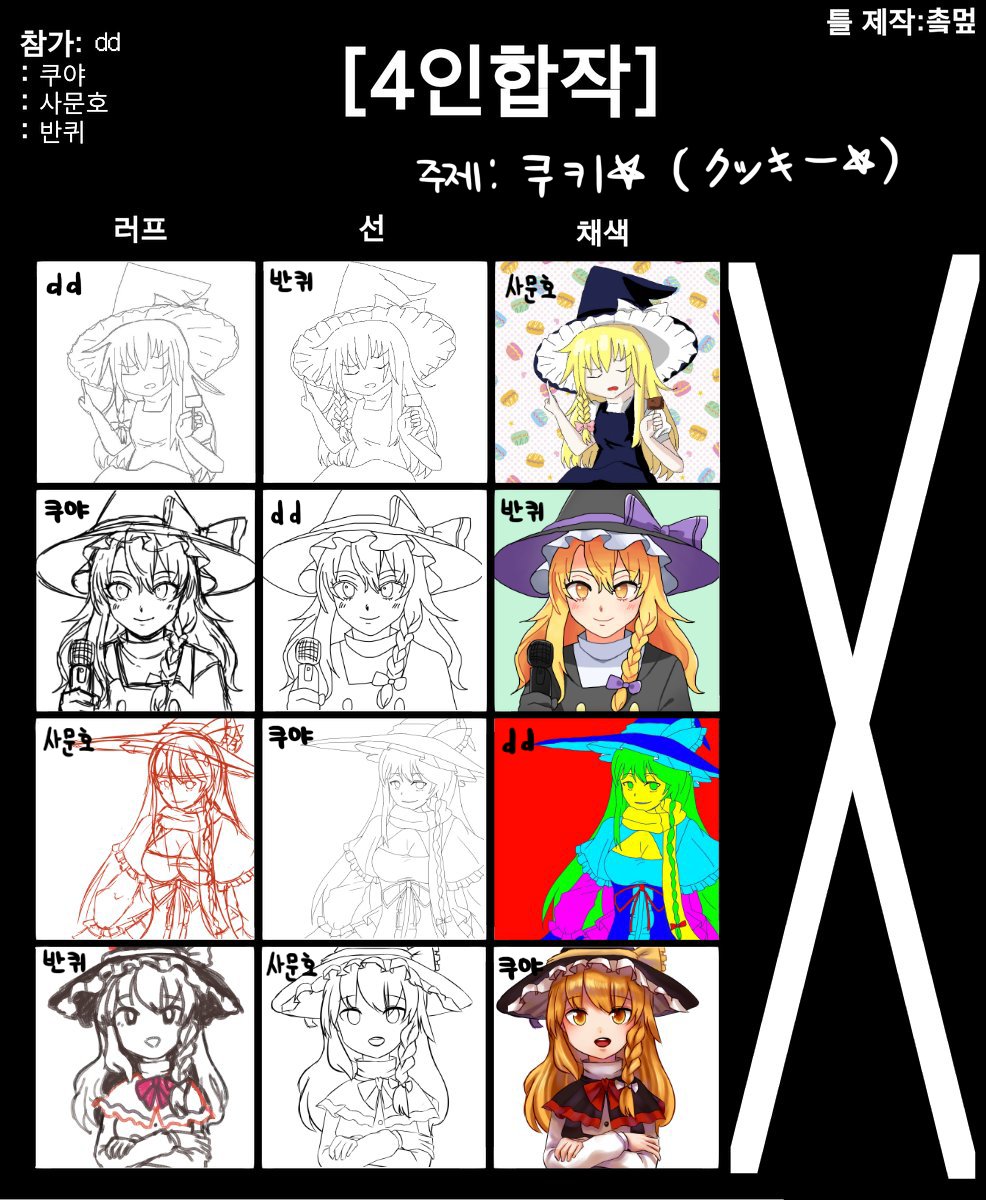 틀 제작:쵸멒
참가: dd
: 쿠야
: 사문호
: 반퀴
[4인합작]
주제: 쿠키☆ (クッキー☆)
러프 선 채색
dd 반퀴 사문호
쿠야 dd 반퀴
사문호 쿠야 dd
반퀴 사문호 쿠야